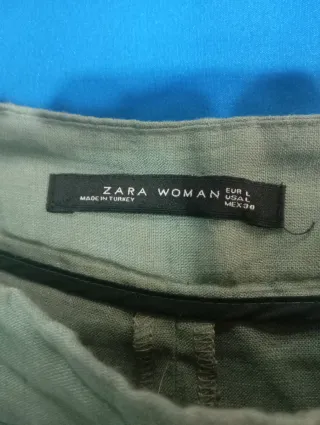 ZARA WOMAN
MADE IN TURKEY
EUR L
USA L
MEX 30